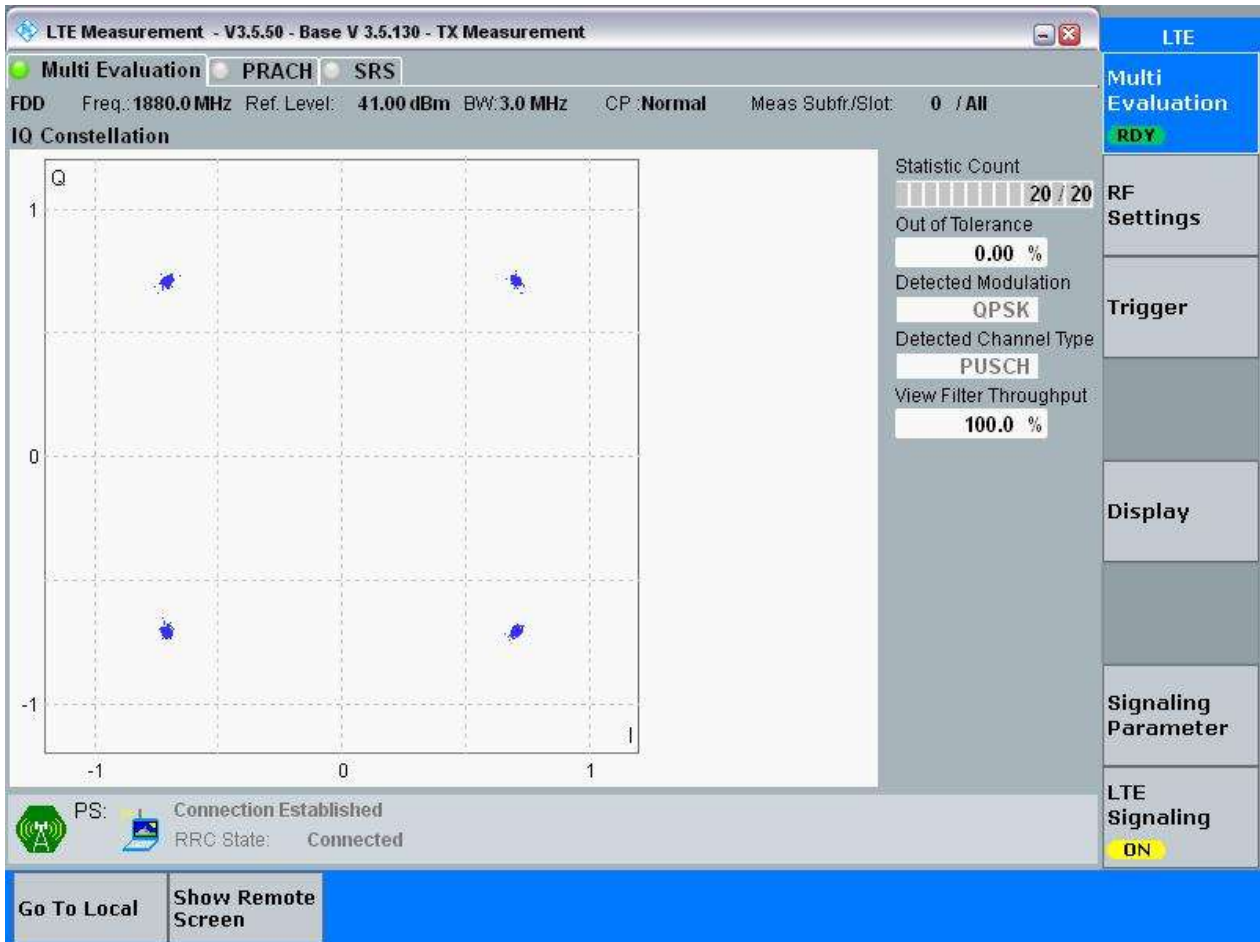 LTE Measurement - V3.5.50 - Base V 3.5.130 - TX Measurement
LTE
Multi Evaluation PRACH SRS
Multi
Evaluation
RDY
FDD Freq.: 1880.0 MHz Ref. Level: 41.00 dBm BW: 3.0 MHz CP : Normal Meas Subfr./Slot: 0 / All
IQ Constellation
Q
1
0
-1
-1 0 1
I
Statistic Count
20 / 20
Out of Tolerance
0.00 %
Detected Modulation
QPSK
Detected Channel Type
PUSCH
View Filter Throughput
100.0 %
RF
Settings
Trigger
Display
Signaling
Parameter
LTE
Signaling
ON
PS: Connection Established
RRC State: Connected
Go To Local
Show Remote
Screen